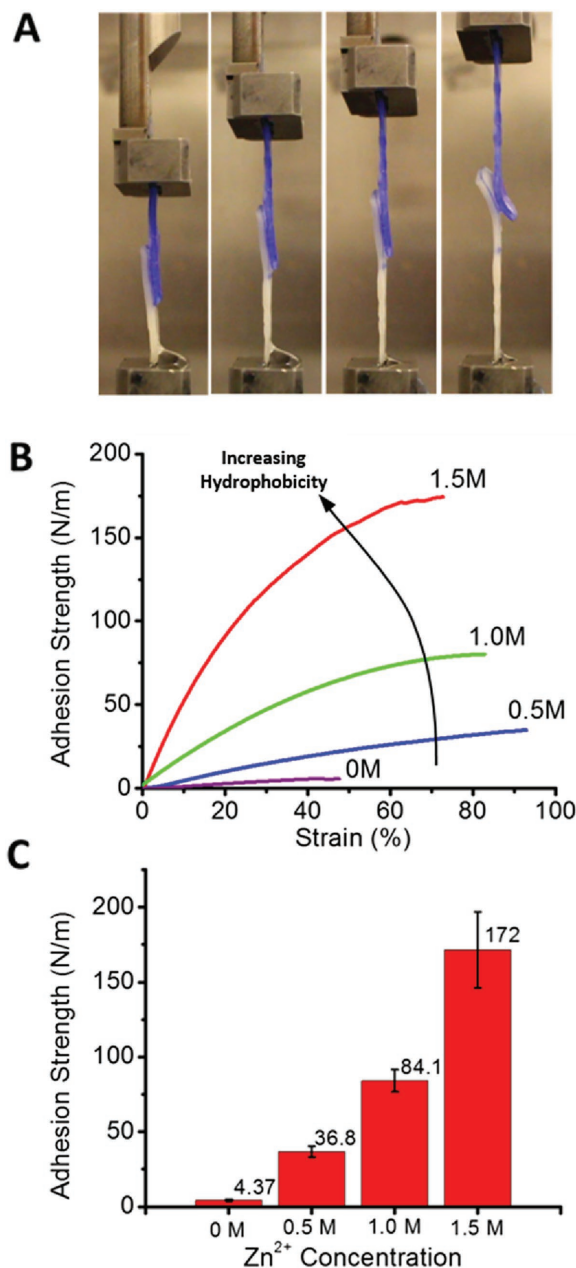 A
B
Adhesion Strength (N/m)
200
150
100
50
0
Increasing
Hydrophobicity
1.5M
1.0M
0.5M
0M
0 20 40 60 80 100
Strain (%)
C
Adhesion Strength (N/m)
200
150
100
50
0
4.37
36.8
84.1
172
0 M 0.5 M 1.0 M 1.5 M
Zn²⁺ Concentration